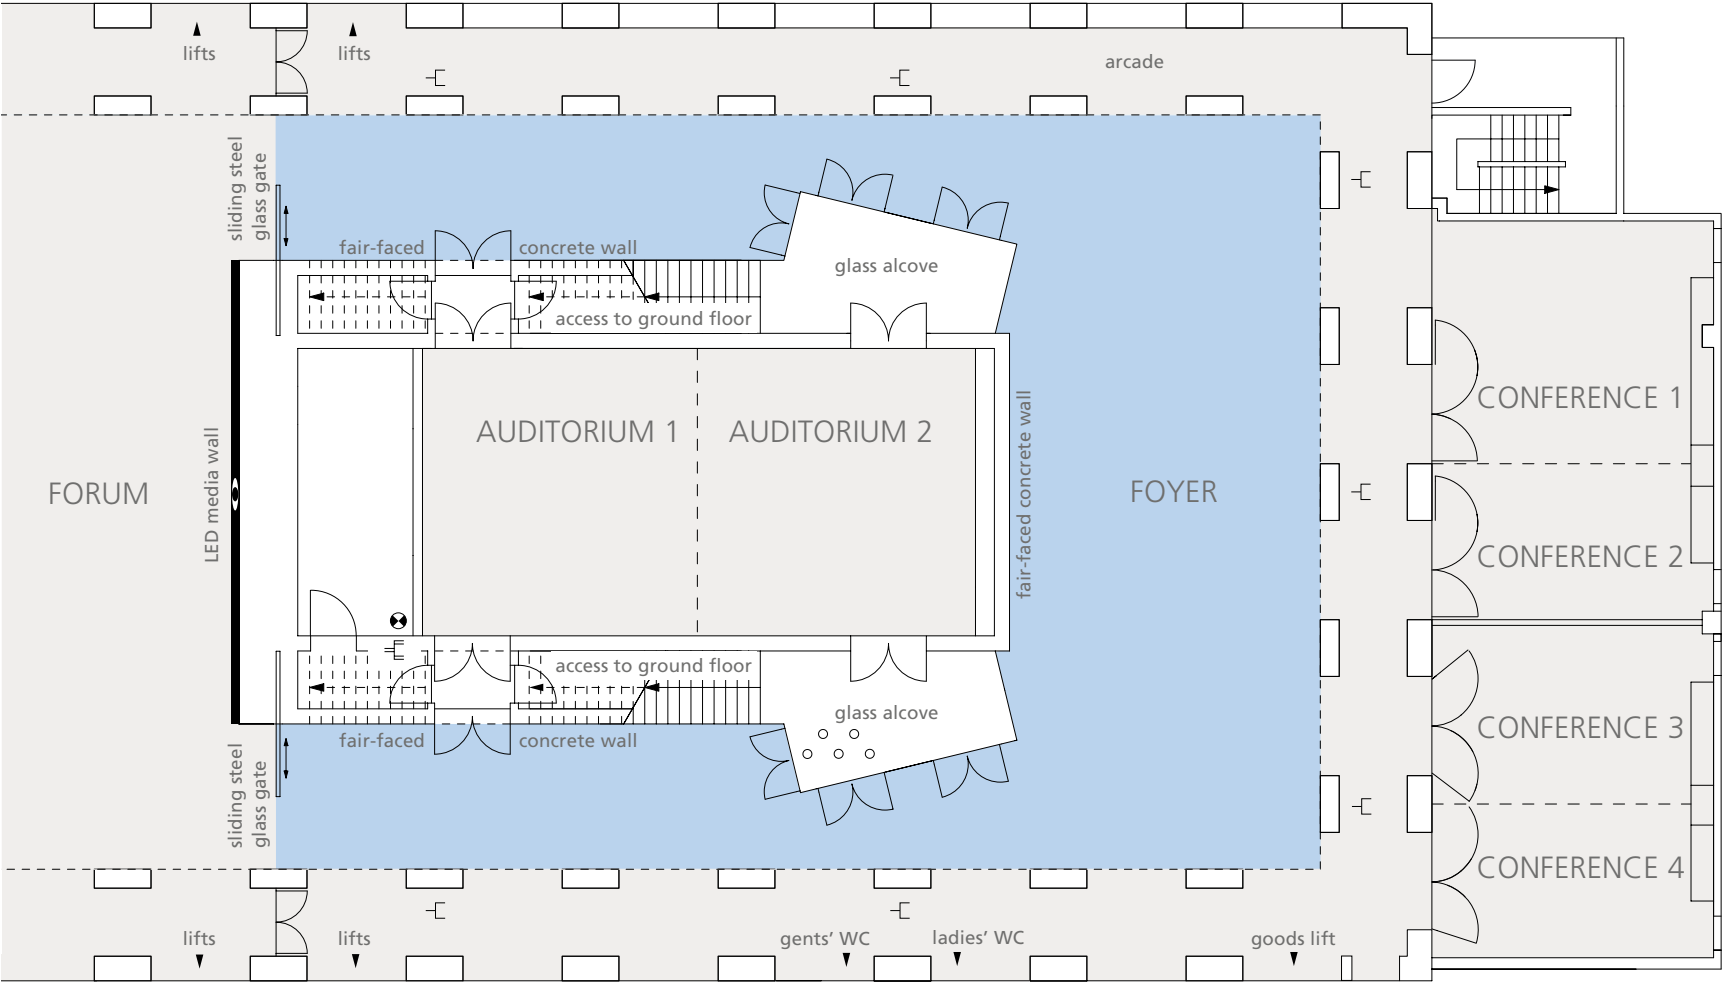 lifts
lifts
arcade
sliding steel
glass gate
fair-faced
concrete wall
glass alcove
access to ground floor
AUDITORIUM 1
AUDITORIUM 2
FORUM
LED media wall
fair-faced concrete wall
FOYER
CONFERENCE 1
CONFERENCE 2
CONFERENCE 3
CONFERENCE 4
access to ground floor
glass alcove
fair-faced
concrete wall
sliding steel
glass gate
lifts
lifts
gents’ WC
ladies’ WC
goods lift